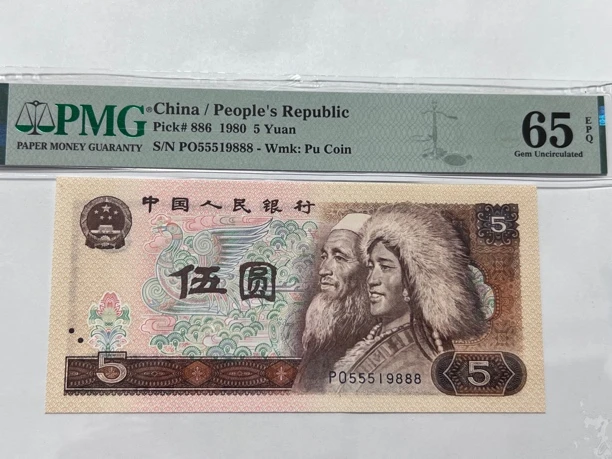 PMG
PAPER MONEY GUARANTY
China / People's Republic
Pick# 886 1980 5 Yuan
S/N PO55519888 - Wmk: Pu Coin
65
EPQ
Gem Uncirculated
中国人民银行
5
伍圆
5
PO55519888
5